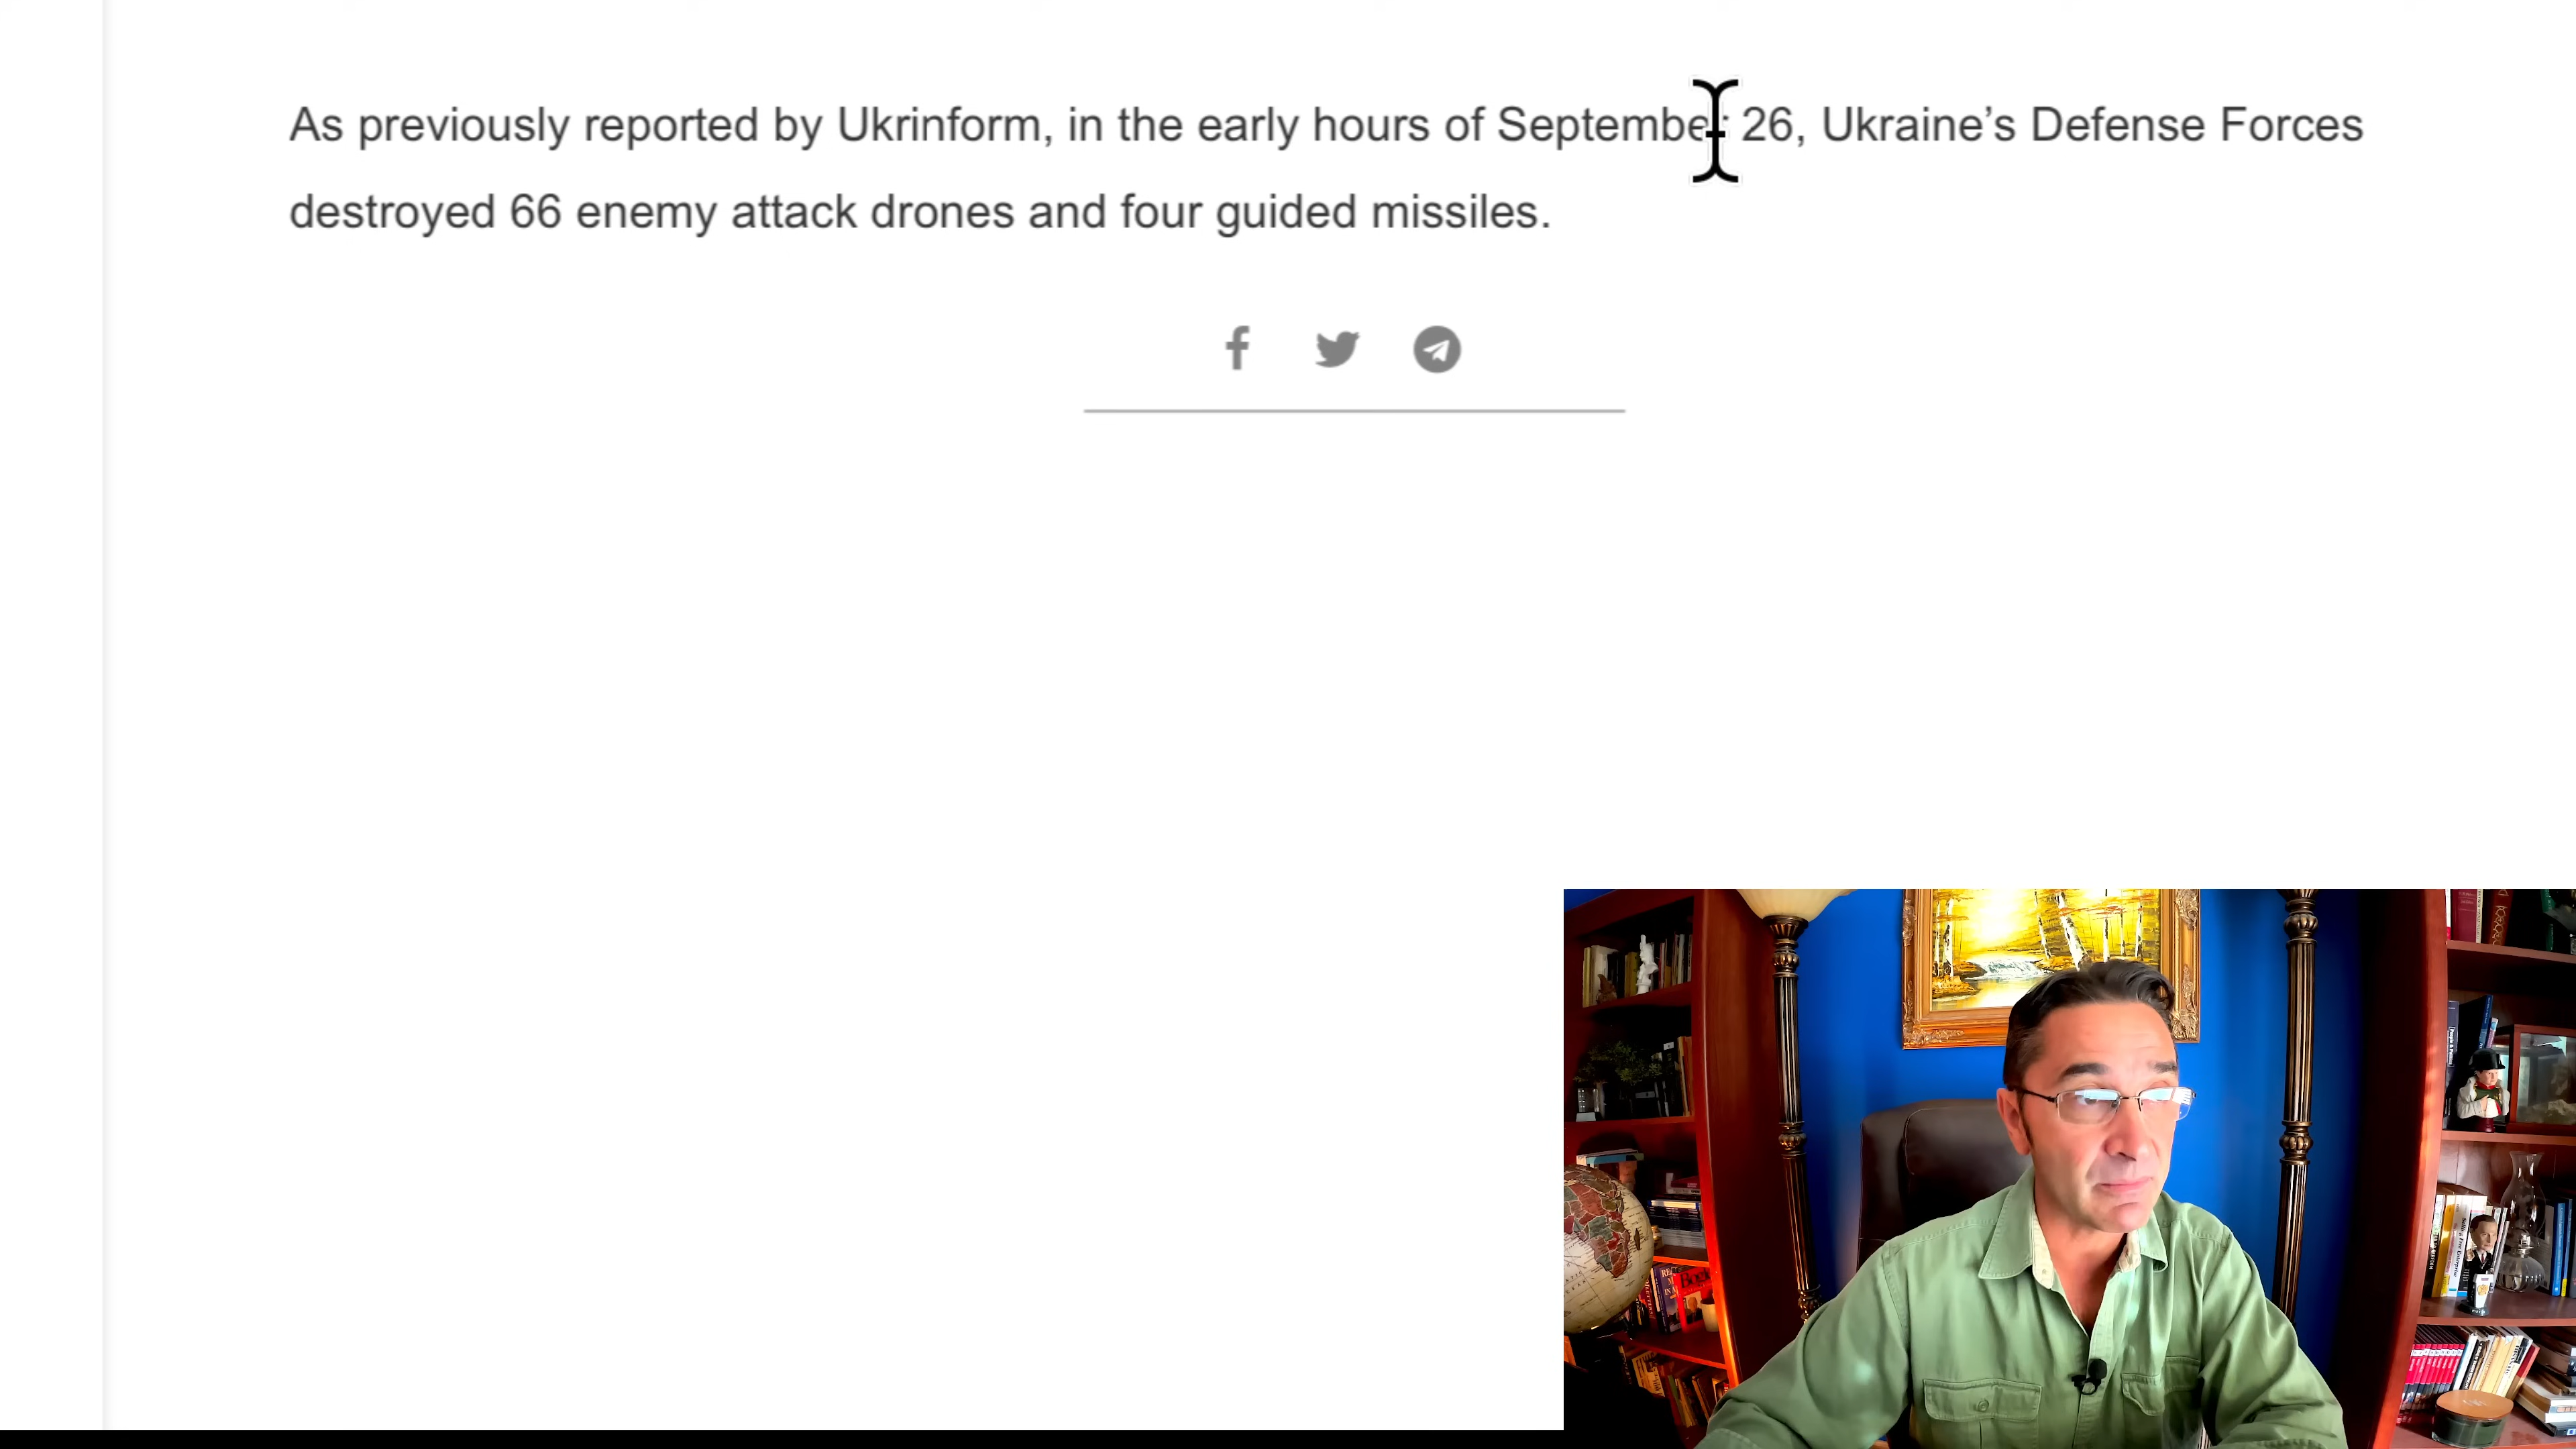 As previously reported by Ukrinform, in the early hours of September 26, Ukraine’s Defense Forces
destroyed 66 enemy attack drones and four guided missiles.